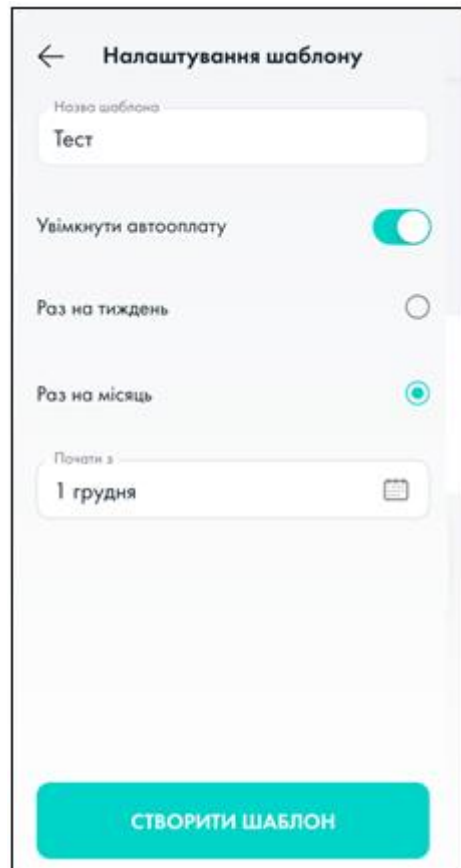 Налаштування шаблону
Назва шаблона
Тест
Увімкнути автооплату
Раз на тиждень
Раз на місяць
Почати з
1 грудня
СТВОРИТИ ШАБЛОН